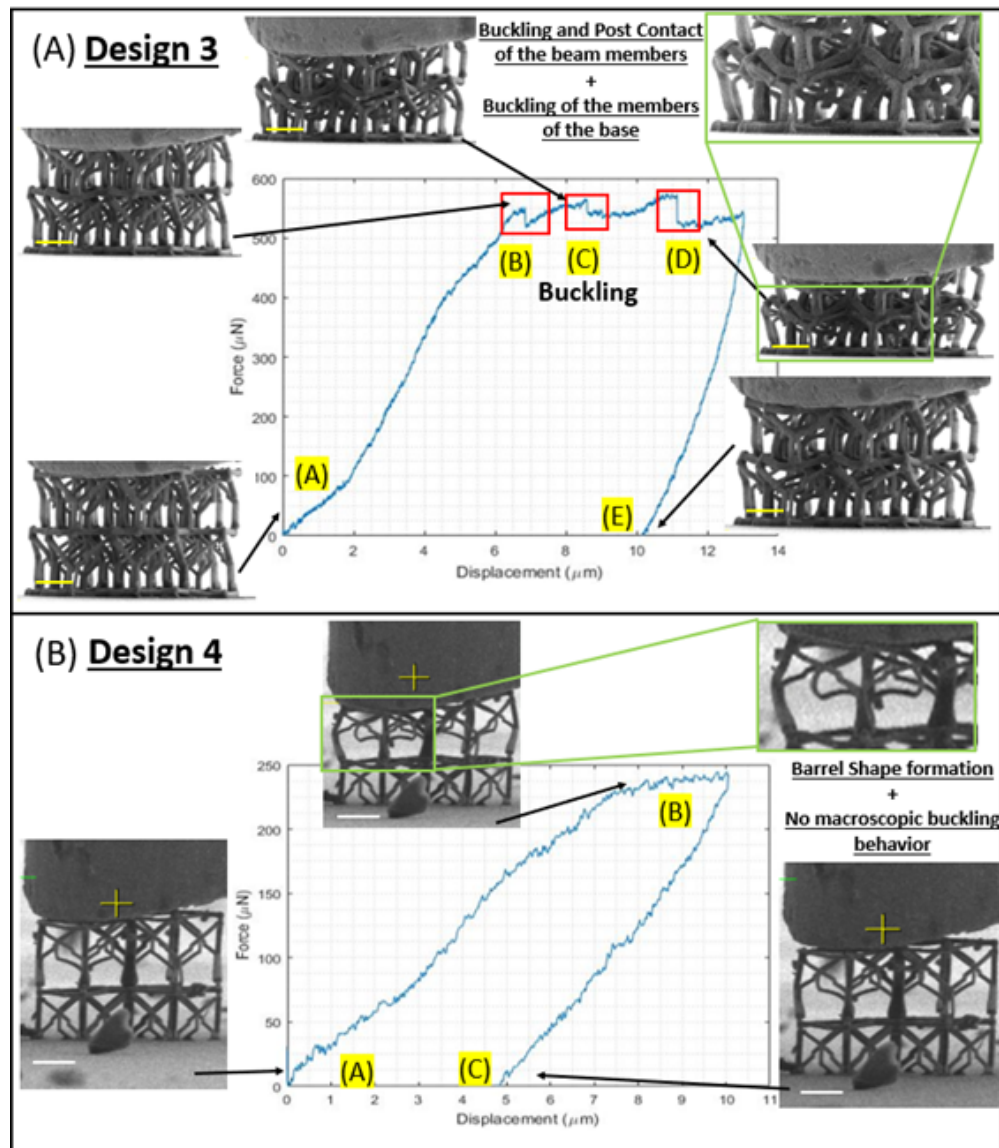 (A) Design 3
Buckling and Post Contact
of the beam members
+
Buckling of the members
of the base
600
500
400
300
200
100
0
Force (μN)
(A)
(B)
(C)
(D)
Buckling
(E)
0 2 4 6 8 10 12 14
Displacement (μm)
(B) Design 4
Barrel Shape formation
+
No macroscopic buckling
behavior
250
200
150
100
50
0
Force (μN)
(B)
(A)
(C)
0 1 2 3 4 5 6 7 8 9 10 11
Displacement (μm)